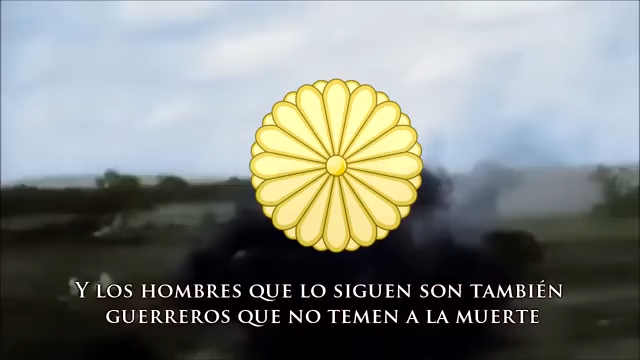 Y los hombres que lo siguen son también
guerreros que no temen a la muerte